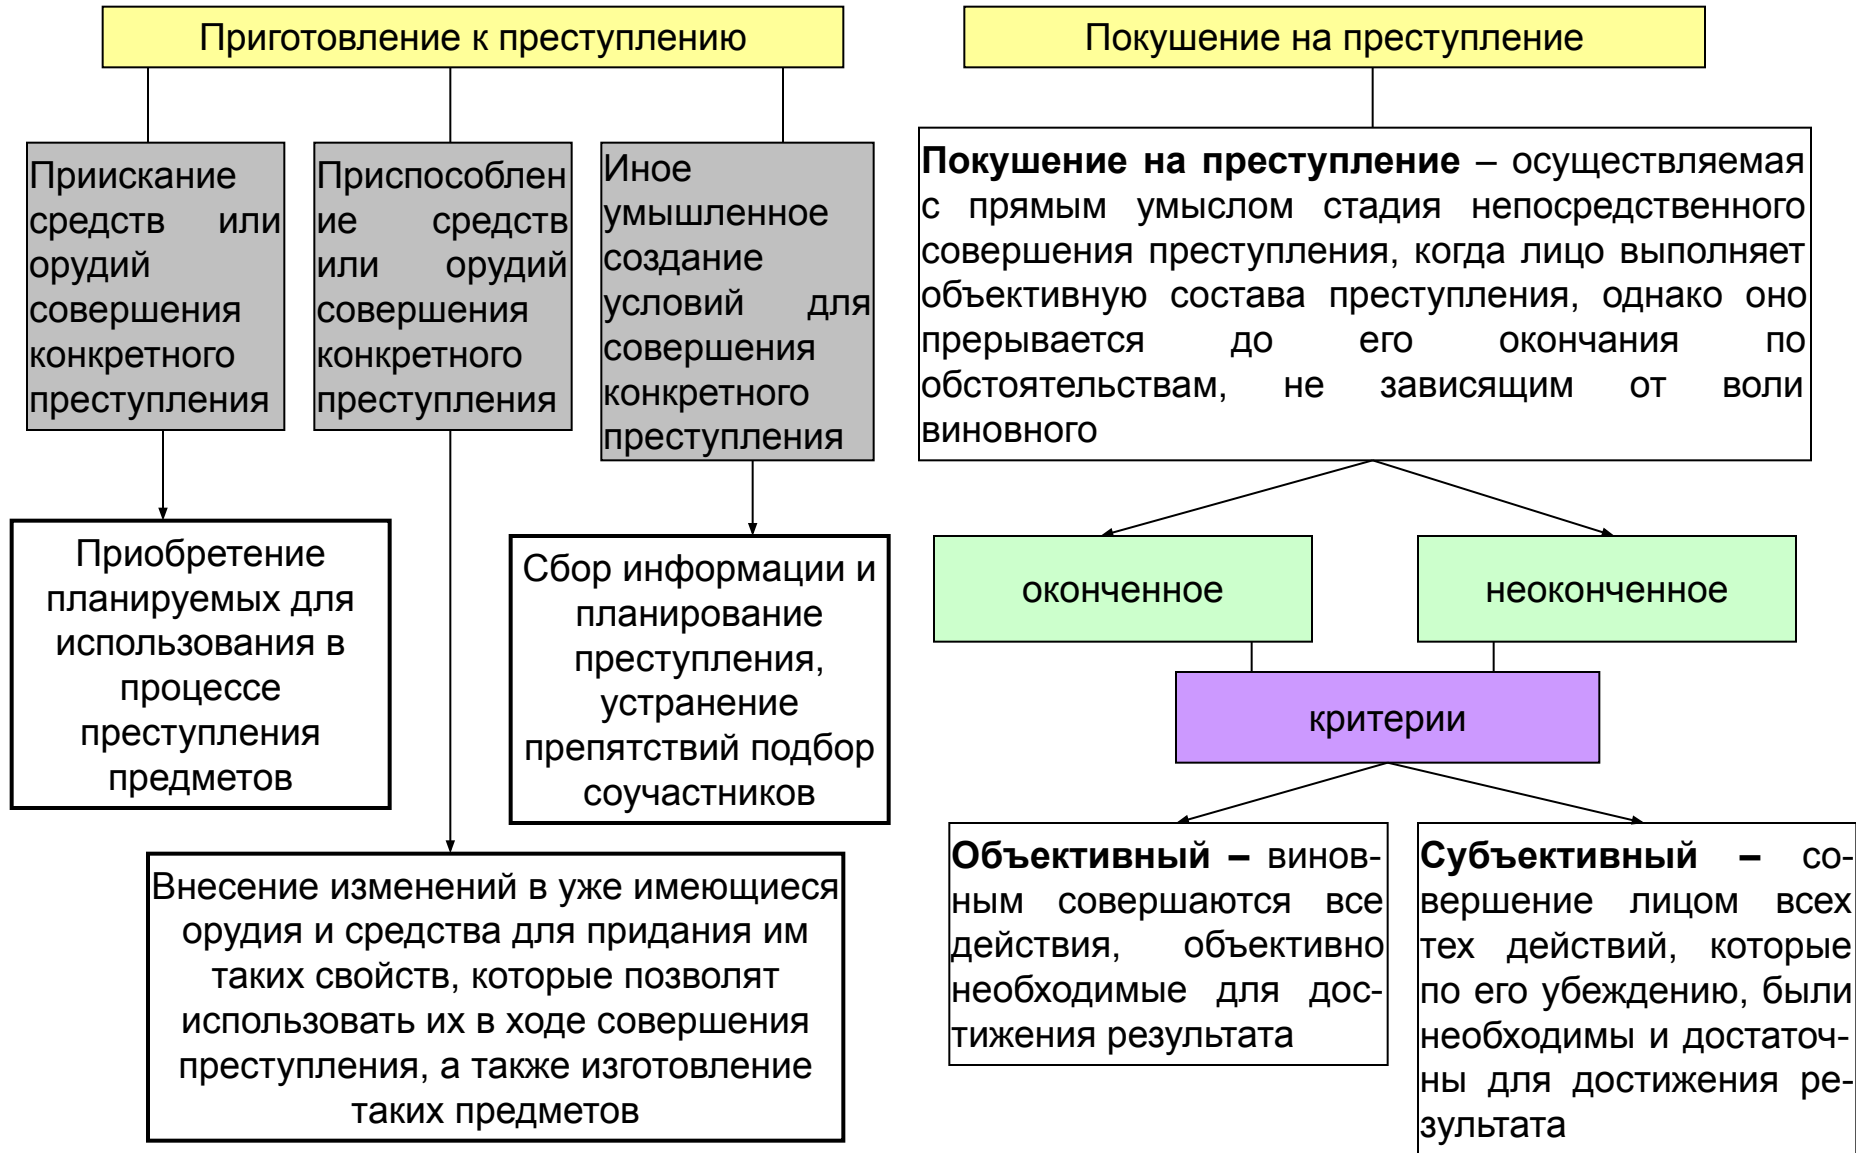 Приготовление к преступлению
Приискание
средств или
орудий
совершения
конкретного
преступления
Приспособлен
ие средств
или орудий
совершения
конкретного
преступления
Иное
умышленное
создание
условий для
совершения
конкретного
преступления
Приобретение
планируемых для
использования в
процессе
преступления
предметов
Сбор информации и
планирование
преступления,
устранение
препятствий подбор
соучастников
Внесение изменений в уже имеющиеся
орудия и средства для придания им
таких свойств, которые позволят
использовать их в ходе совершения
преступления, а также изготовление
таких предметов
Покушение на преступление
Покушение на преступление – осуществляемая
с прямым умыслом стадия непосредственного
совершения преступления, когда лицо выполняет
объективную состава преступления, однако оно
прерывается до его окончания по
обстоятельствам, не зависящим от воли
виновного
оконченное
неоконченное
критерии
Объективный – винов-
ным совершаются все
действия, объективно
необходимые для дос-
тижения результата
Субъективный – со-
вершение лицом всех
тех действий, которые
по его убеждению, были
необходимы и достаточ-
ны для достижения ре-
зультата